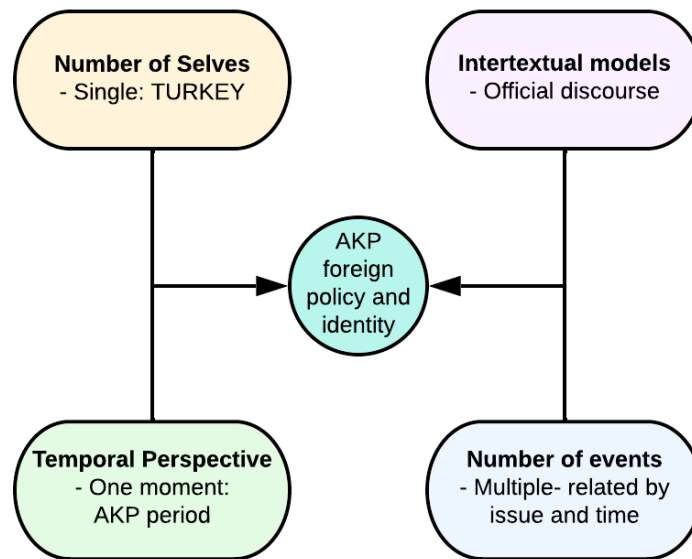 Number of Selves
- Single: TURKEY
Intertextual models
- Official discourse
AKP
foreign
policy and
identity
Temporal Perspective
- One moment:
AKP period
Number of events
- Multiple- related by
issue and time